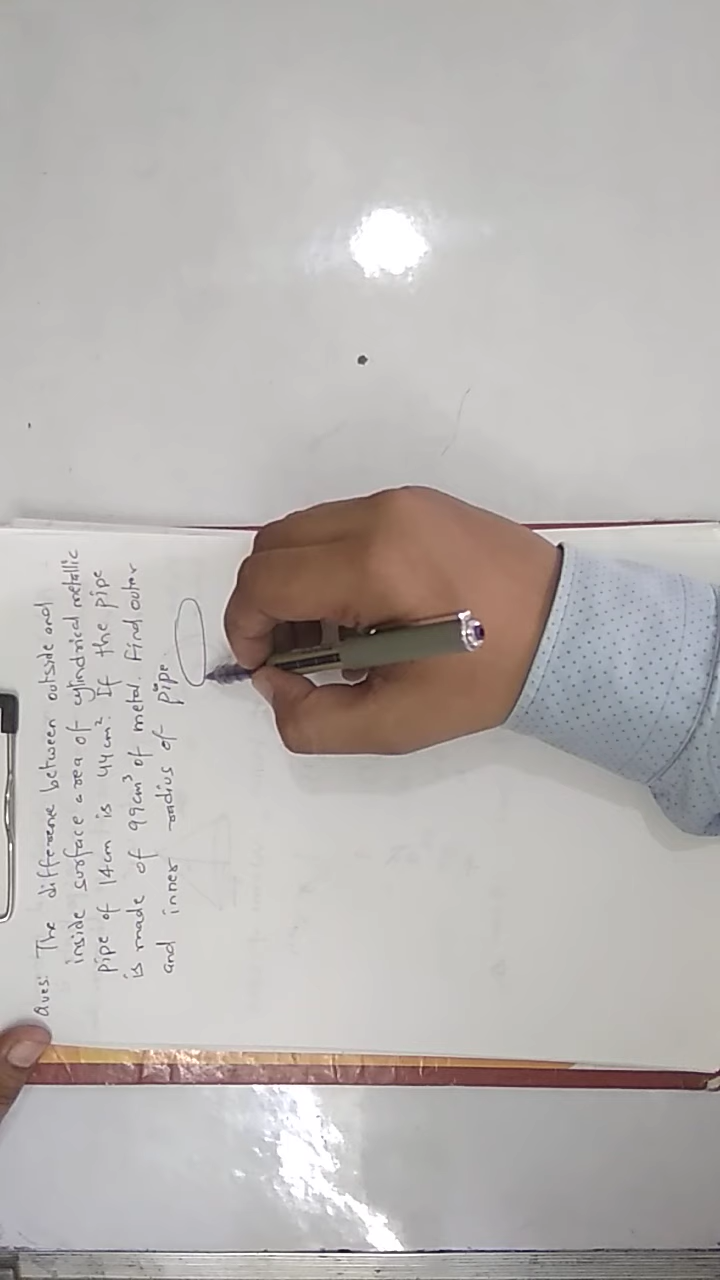 Ques: The difference between outside and
inside surface area of cylindrical metallic
pipe of 14cm is 44cm². If the pipe
is made of 99cm³ of metal. Find outer
and inner radius of pipe.